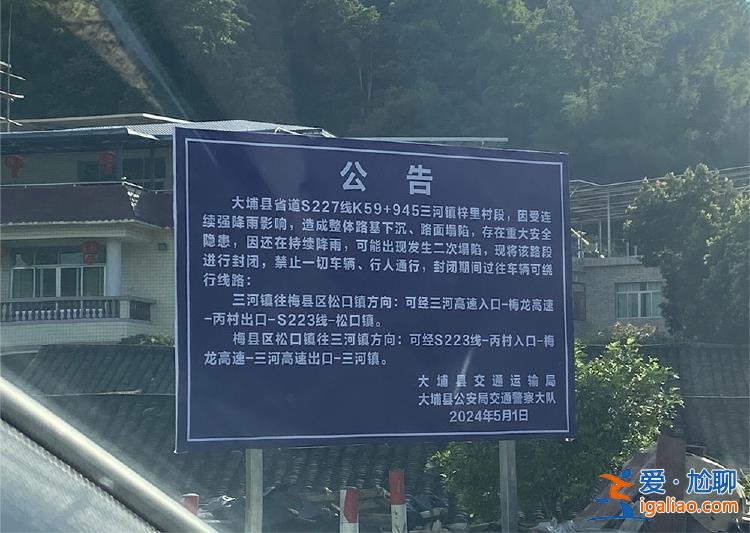 公告
大埔县省道S227线K59+945三河镇梓里村段，因受连
续强降雨影响，造成整体路基下沉、路面塌陷，存在重大安全
隐患，因还在持续降雨，可能出现发生二次塌陷，现将该路段
进行封闭，禁止一切车辆、行人通行，封闭期间过往车辆可绕
行线路：
三河镇往梅县区松口镇方向：可经三河高速入口-梅龙高速
-丙村出口-S223线-松口镇。
梅县区松口镇往三河镇方向：可经S223线-丙村入口-梅
龙高速-三河高速出口-三河镇。
大埔县交通运输局
大埔县公安局交通警察大队
2024年5月1日
爱·尬聊
igaliao.com